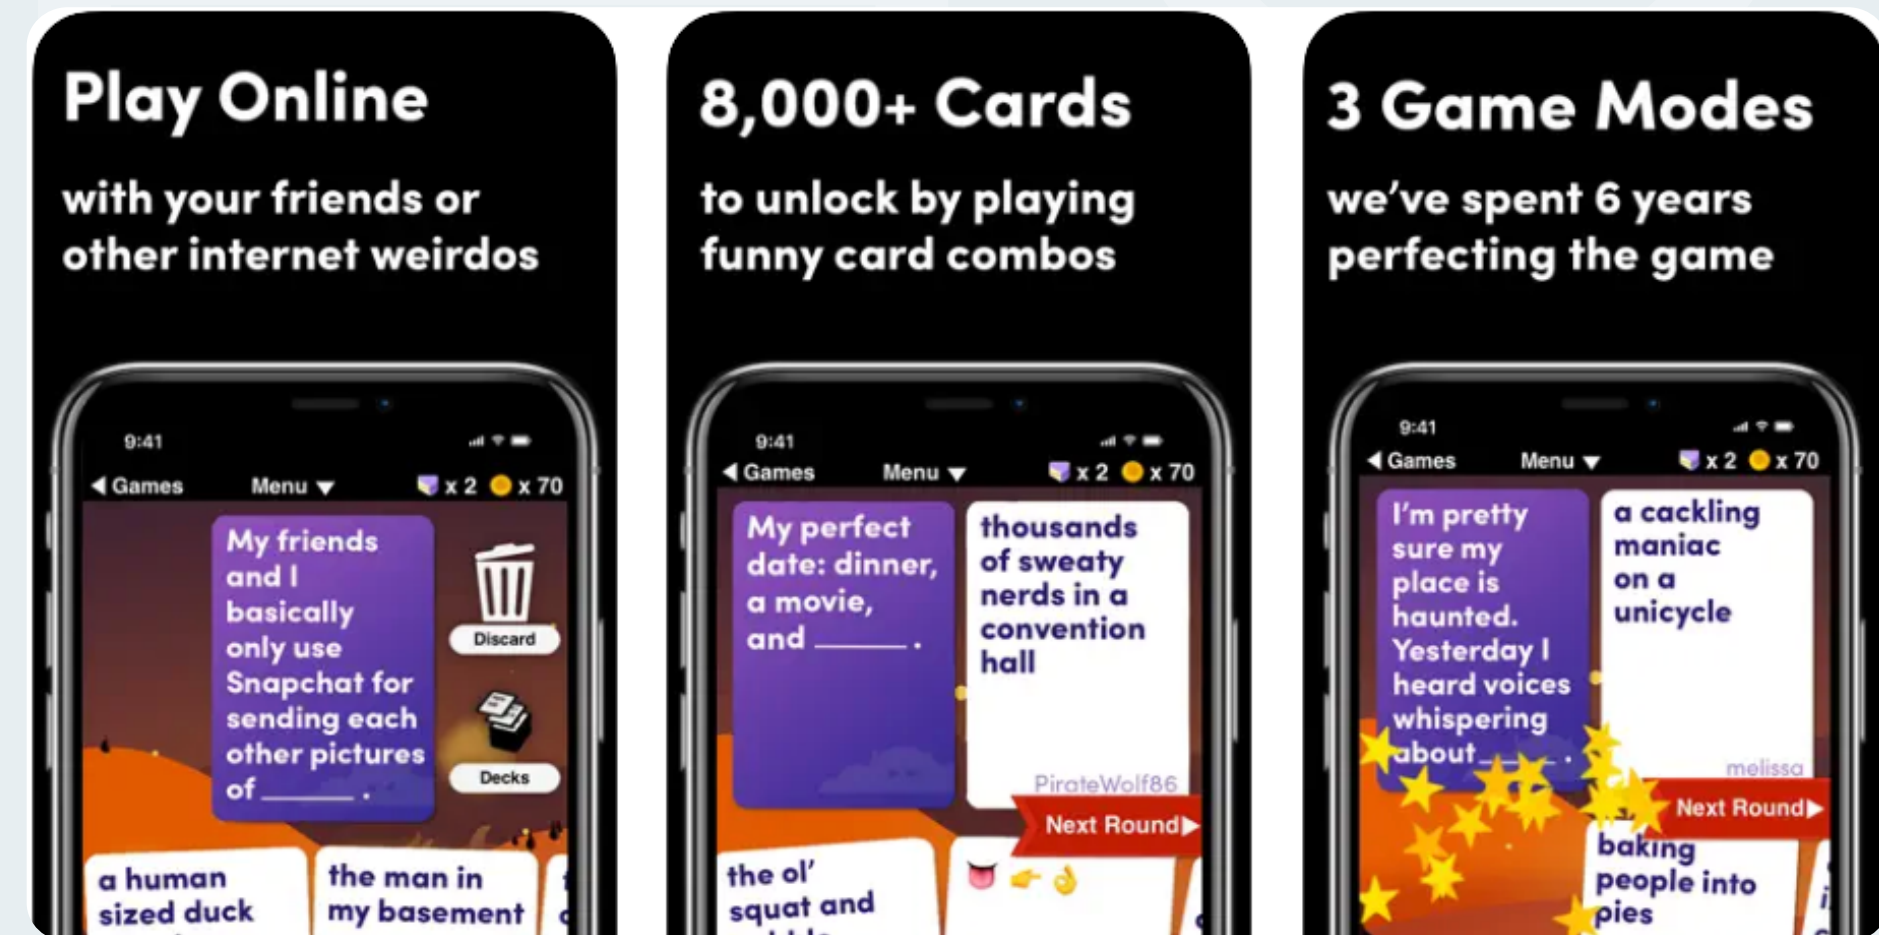 Play Online
with your friends or
other internet weirdos
9:41
Games Menu x 2 x 70
My friends
and I
basically
only use
Snapchat for
sending each
other pictures
of ______ .
Discard
Decks
a human
sized duck
the man in
my basement
8,000+ Cards
to unlock by playing
funny card combos
9:41
Games Menu x 2 x 70
My perfect
date: dinner,
a movie,
and ______ .
thousands
of sweaty
nerds in a
convention
hall
PirateWolf86
Next Round
the ol'
squat and
👅 👉 👌
3 Game Modes
we've spent 6 years
perfecting the game
9:41
Games Menu x 2 x 70
I'm pretty
sure my
place is
haunted.
Yesterday I
heard voices
whispering
about ______ .
a cackling
maniac
on a
unicycle
melissa
Next Round
baking
people into
pies